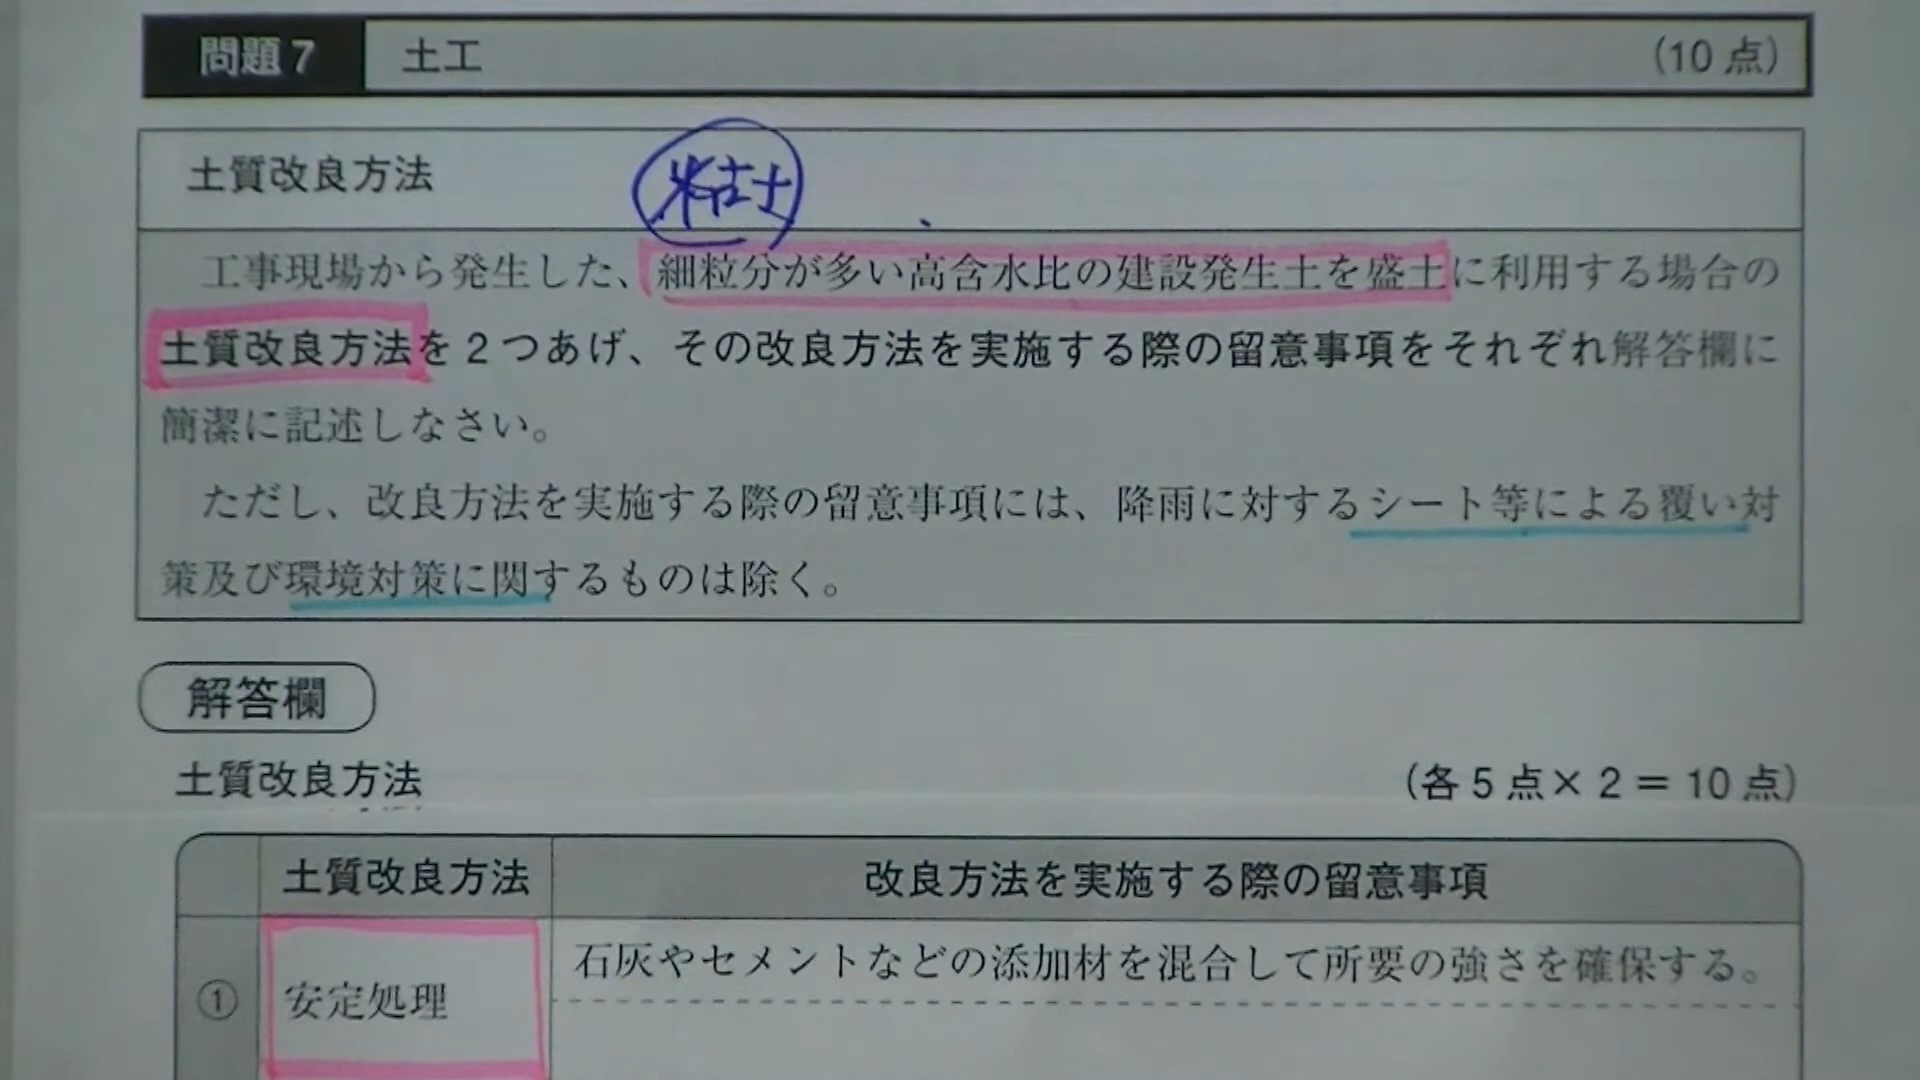 問題7 土工 (10点)
土質改良方法
粘土
工事現場から発生した、細粒分が多い高含水比の建設発生土を盛土に利用する場合の
土質改良方法を2つあげ、その改良方法を実施する際の留意事項をそれぞれ解答欄に
簡潔に記述しなさい。
ただし、改良方法を実施する際の留意事項には、降雨に対するシート等による覆い対
策及び環境対策に関するものは除く。
解答欄
土質改良方法 (各5点×2=10点)
土質改良方法 改良方法を実施する際の留意事項
① 安定処理 石灰やセメントなどの添加材を混合して所要の強さを確保する。